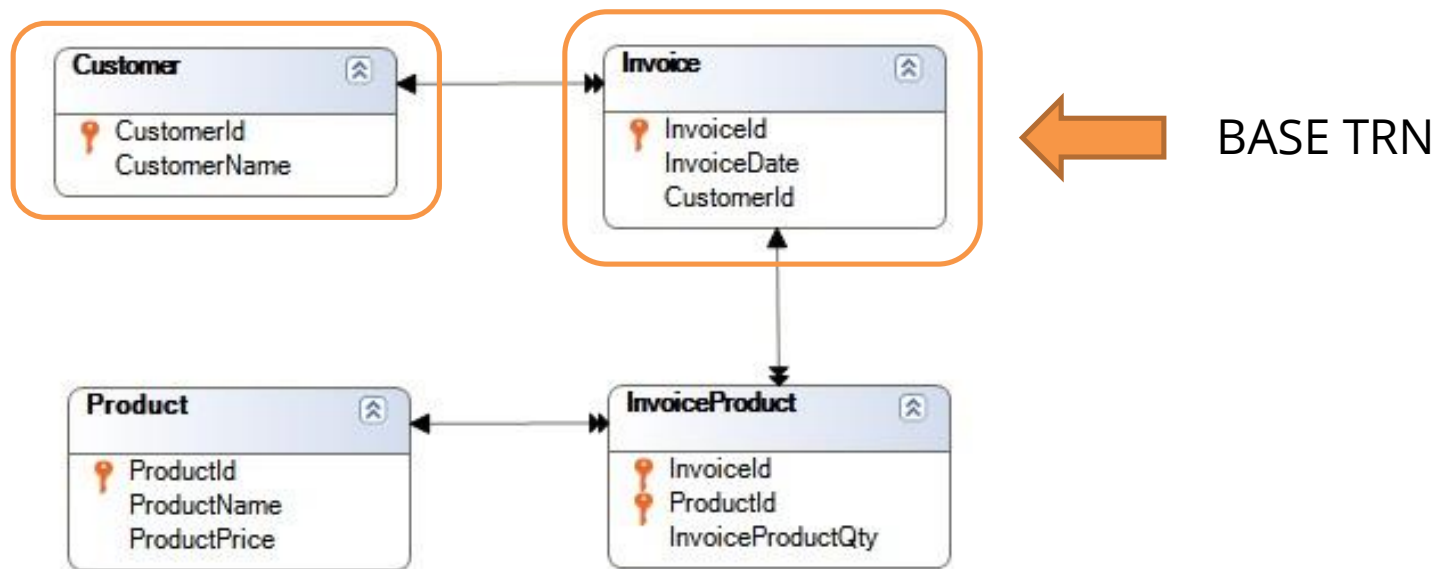 Customer
CustomerId
CustomerName
Invoice
InvoiceId
InvoiceDate
CustomerId
BASE TRN
Product
ProductId
ProductName
ProductPrice
InvoiceProduct
InvoiceId
ProductId
InvoiceProductQty